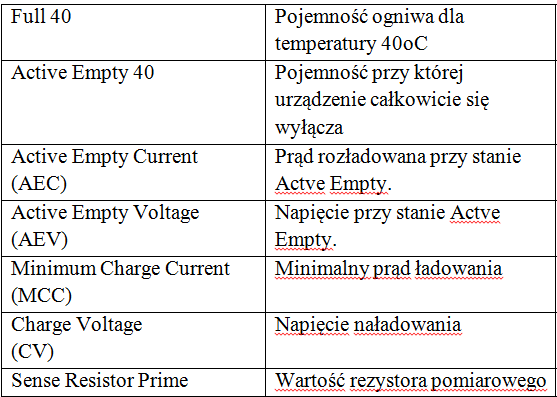 Full 40
Pojemność ogniwa dla
temperatury 40oC
Active Empty 40
Pojemność przy której
urządzenie całkowicie się
wyłącza
Active Empty Current
(AEC)
Prąd rozładowana przy stanie
Actve Empty.
Active Empty Voltage
(AEV)
Napięcie przy stanie Actve
Empty.
Minimum Charge Current
(MCC)
Minimalny prąd ładowania
Charge Voltage
(CV)
Napięcie naładowania
Sense Resistor Prime
Wartość rezystora pomiarowego